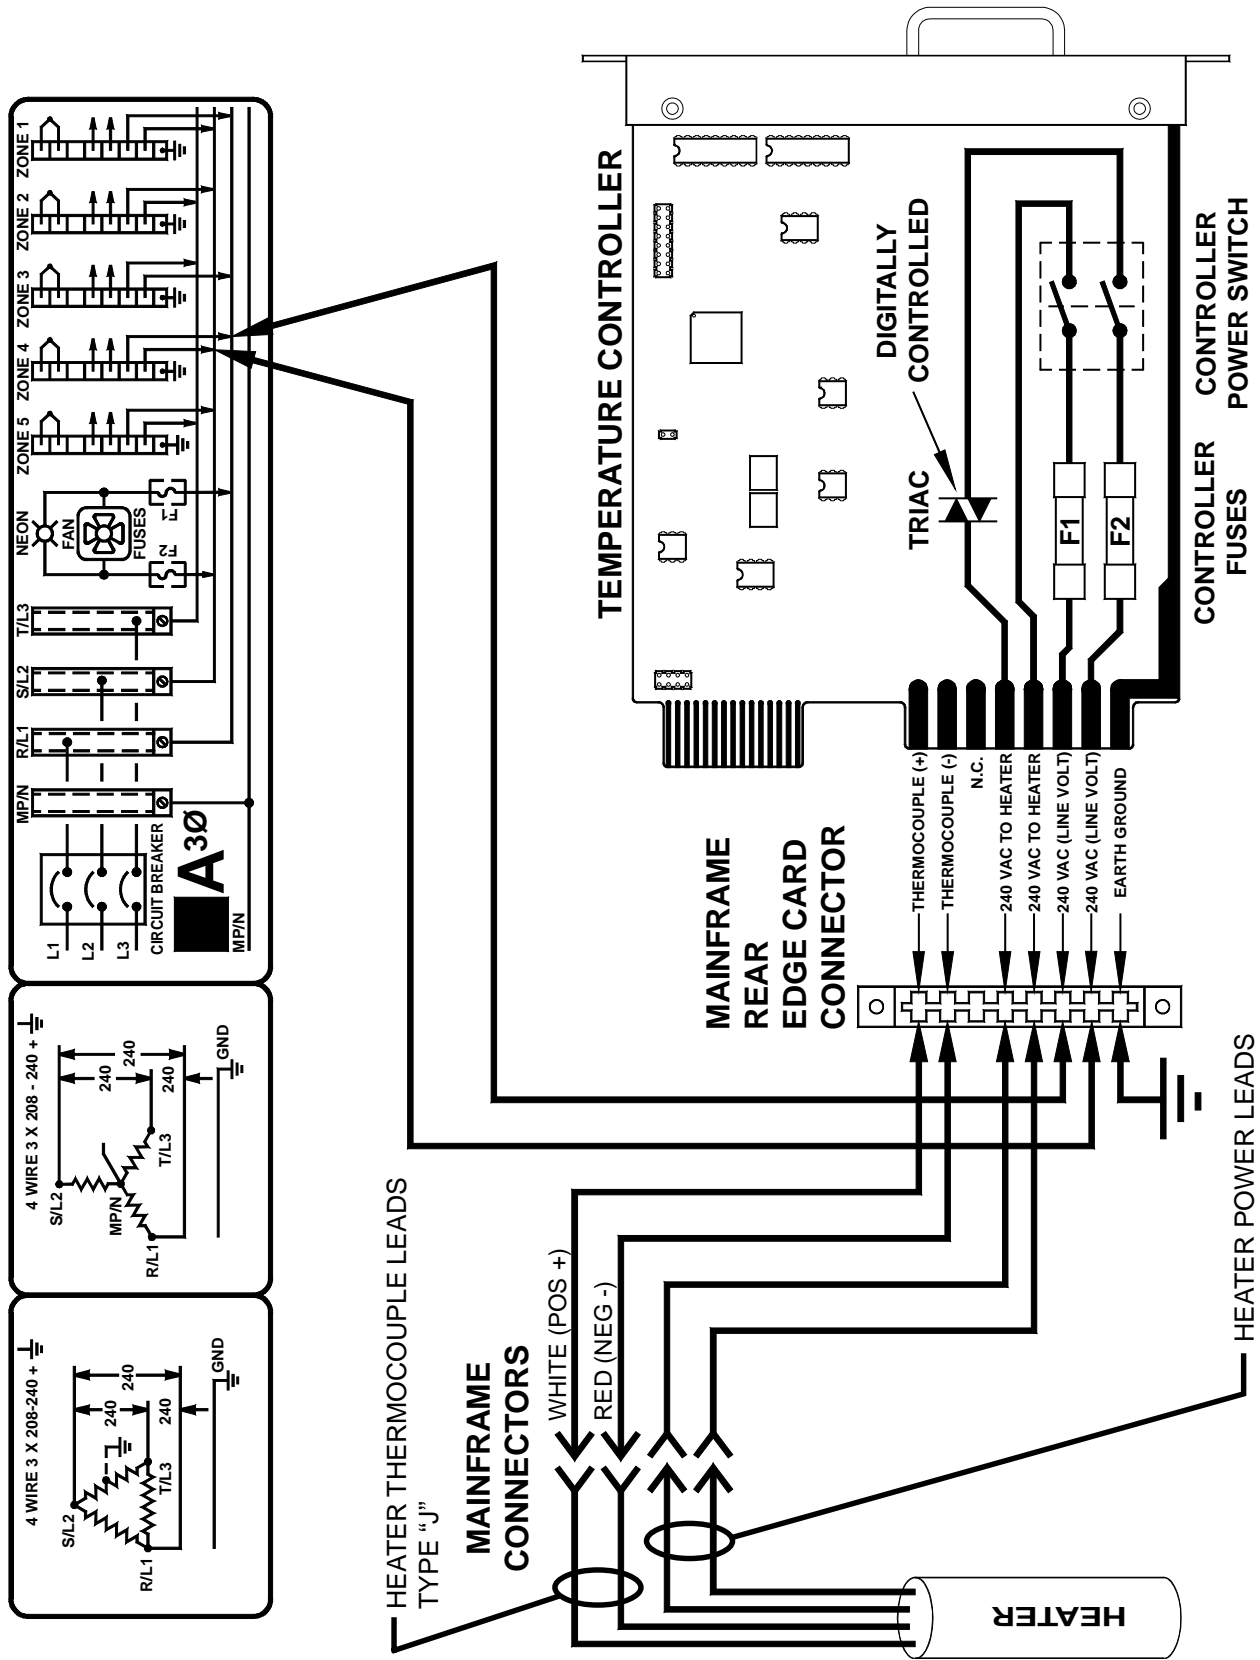 4 WIRE 3 X 208-240 +
S/L2
R/L1
T/L3
240
240
240
GND
4 WIRE 3 X 208 - 240 +
S/L2
MP/N
R/L1
T/L3
240
240
240
GND
L1
L2
L3
CIRCUIT BREAKER
A 3Ø
MP/N
MP/N
R/L1
S/L2
T/L3
NEON
FAN
FUSES
F2
F1
ZONE 5
ZONE 4
ZONE 3
ZONE 2
ZONE 1
HEATER THERMOCOUPLE LEADS
TYPE “J”
MAINFRAME
CONNECTORS
WHITE (POS +)
RED (NEG -)
HEATER
HEATER POWER LEADS
MAINFRAME
REAR
EDGE CARD
CONNECTOR
THERMOCOUPLE (+)
THERMOCOUPLE (-)
N.C.
240 VAC TO HEATER
240 VAC TO HEATER
240 VAC (LINE VOLT)
240 VAC (LINE VOLT)
EARTH GROUND
TEMPERATURE CONTROLLER
TRIAC
DIGITALLY
CONTROLLED
F1
F2
CONTROLLER
FUSES
CONTROLLER
POWER SWITCH